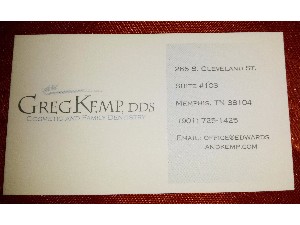 GREG KEMP, DDS
COSMETIC AND FAMILY DENTISTRY
265 S. CLEVELAND ST.
SUITE #103
MEMPHIS, TN 38104
(901) 725-1425
EMAIL: OFFICE@EDWARDS
ANDKEMP.COM